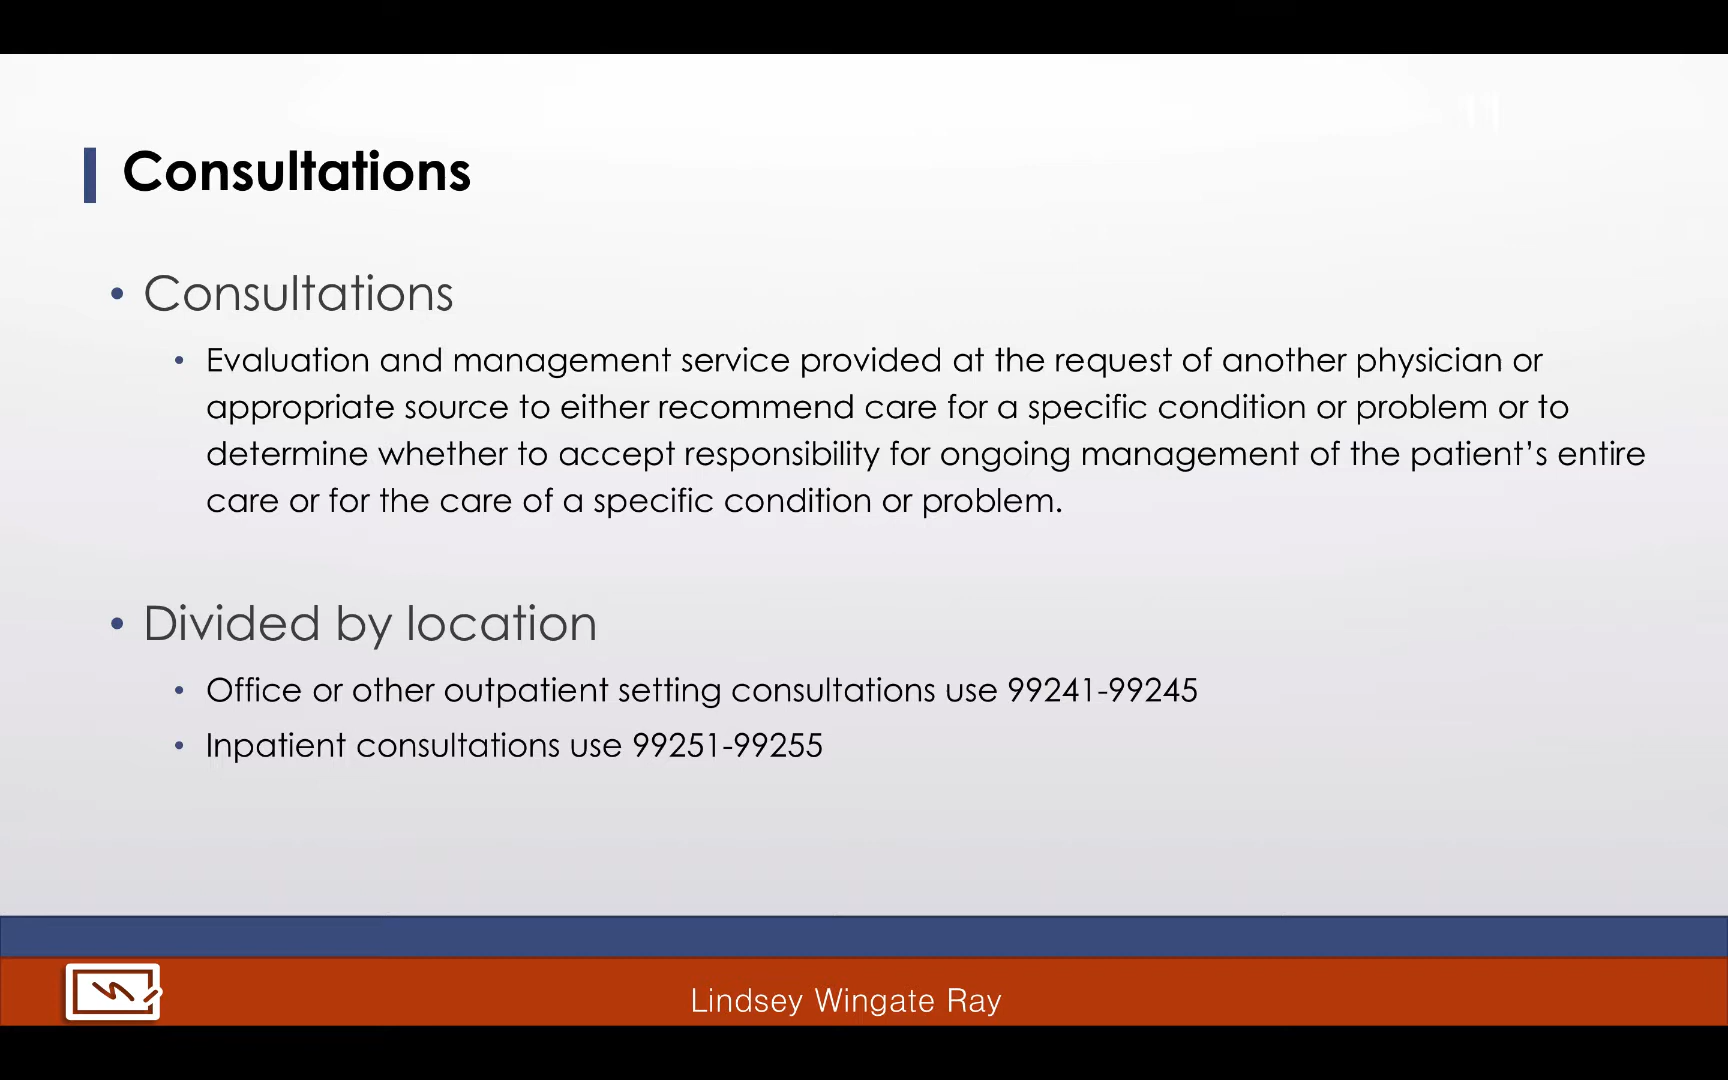 Consultations
• Consultations
• Evaluation and management service provided at the request of another physician or
appropriate source to either recommend care for a specific condition or problem or to
determine whether to accept responsibility for ongoing management of the patient’s entire
care or for the care of a specific condition or problem.
• Divided by location
• Office or other outpatient setting consultations use 99241-99245
• Inpatient consultations use 99251-99255
Lindsey Wingate Ray